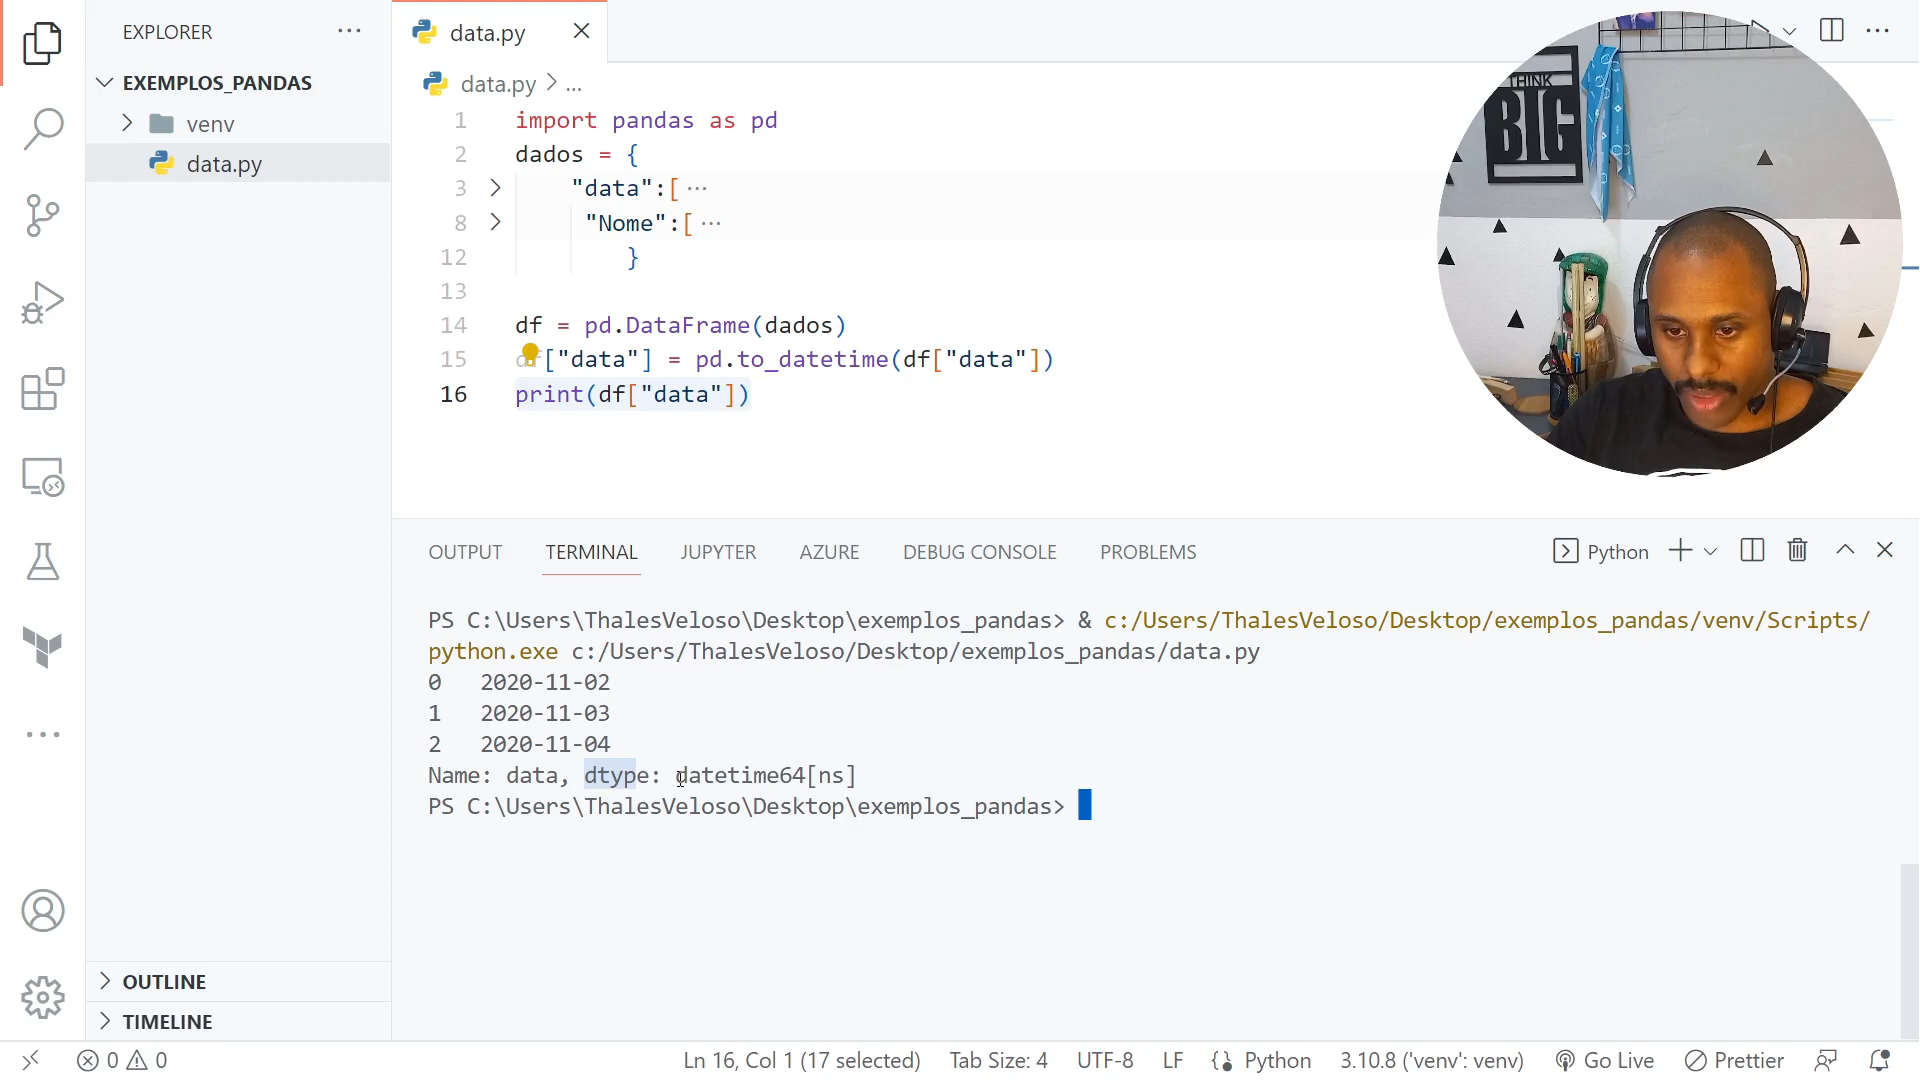 EXPLORER
EXEMPLOS_PANDAS
venv
data.py
OUTLINE
TIMELINE
data.py
data.py > ...
1 import pandas as pd
2 dados = {
3 "data":[ ...
8 "Nome":[ ...
12 }
13
14 df = pd.DataFrame(dados)
15 df["data"] = pd.to_datetime(df["data"])
16 print(df["data"])
THINK
BIG
OUTPUT TERMINAL JUPYTER AZURE DEBUG CONSOLE PROBLEMS Python
PS C:\Users\ThalesVeloso\Desktop\exemplos_pandas> & c:/Users/ThalesVeloso/Desktop/exemplos_pandas/venv/Scripts/
python.exe c:/Users/ThalesVeloso/Desktop/exemplos_pandas/data.py
0 2020-11-02
1 2020-11-03
2 2020-11-04
Name: data, dtype: datetime64[ns]
PS C:\Users\ThalesVeloso\Desktop\exemplos_pandas>
0 0 Ln 16, Col 1 (17 selected) Tab Size: 4 UTF-8 LF Python 3.10.8 ('venv': venv) Go Live Prettier